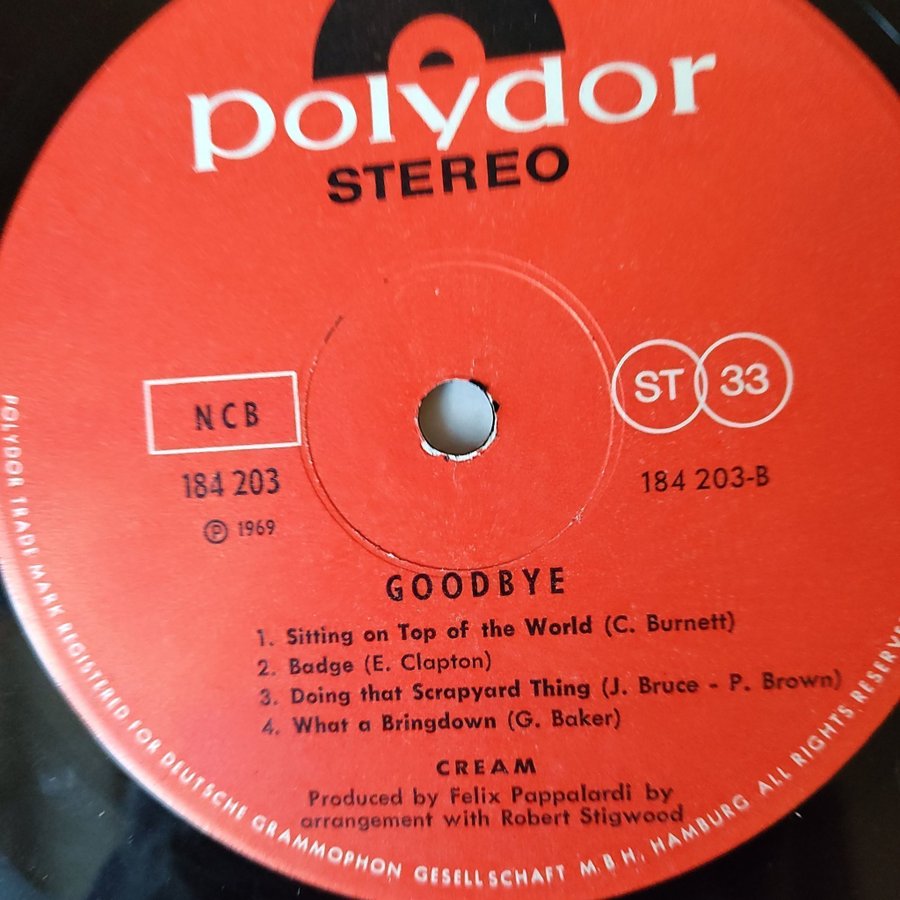 polydor
STEREO
NCB
ST 33
184 203
184 203-B
℗ 1969
GOODBYE
1. Sitting on Top of the World (C. Burnett)
2. Badge (E. Clapton)
3. Doing that Scrapyard Thing (J. Bruce - P. Brown)
4. What a Bringdown (G. Baker)
CREAM
Produced by Felix Pappalardi by
arrangement with Robert Stigwood
POLYDOR TRADE MARK REGISTERED FOR DEUTSCHE GRAMMOPHON GESELLSCHAFT M.B.H. HAMBURG ALL RIGHTS